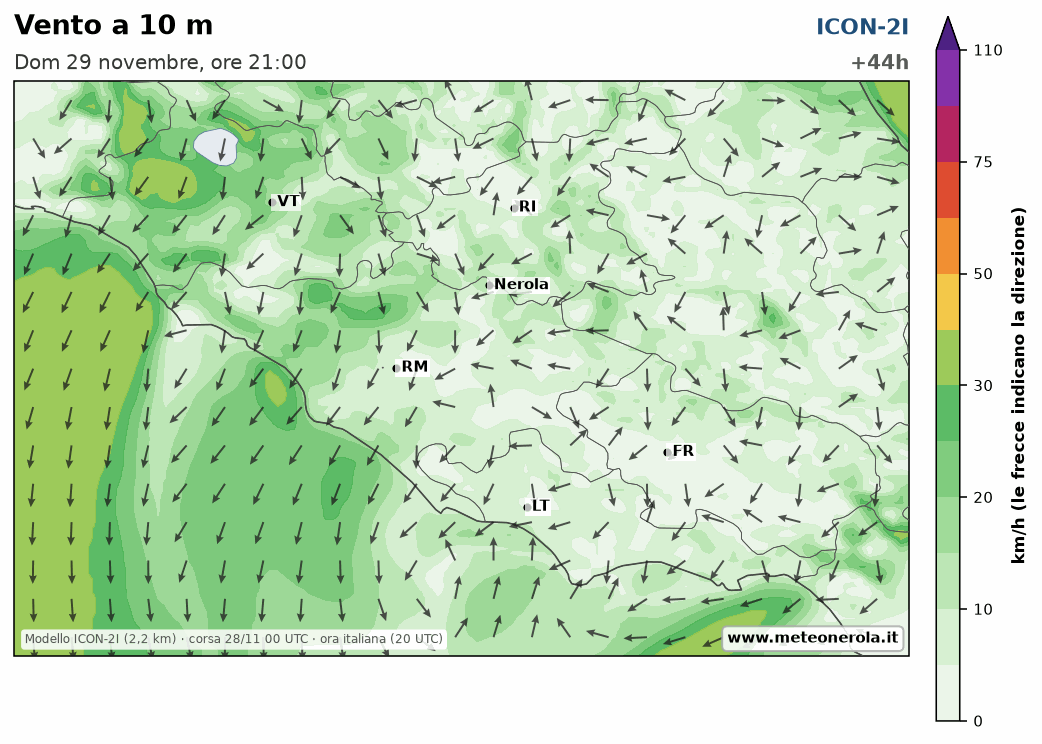 Vento a 10 m
ICON-2I
Dom 29 novembre, ore 21:00
+44h
110
75
50
30
20
10
0
km/h (le frecce indicano la direzione)
VT
RI
Nerola
RM
FR
LT
Modello ICON-2I (2,2 km) · corsa 28/11 00 UTC · ora italiana (20 UTC)
www.meteonerola.it